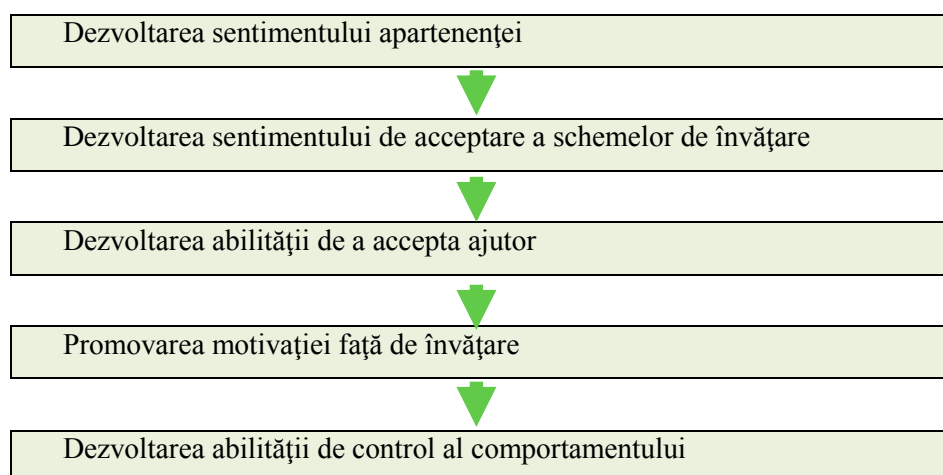 Dezvoltarea sentimentului apartenenţei
Dezvoltarea sentimentului de acceptare a schemelor de învăţare
Dezvoltarea abilităţii de a accepta ajutor
Promovarea motivaţiei faţă de învăţare
Dezvoltarea abilităţii de control al comportamentului